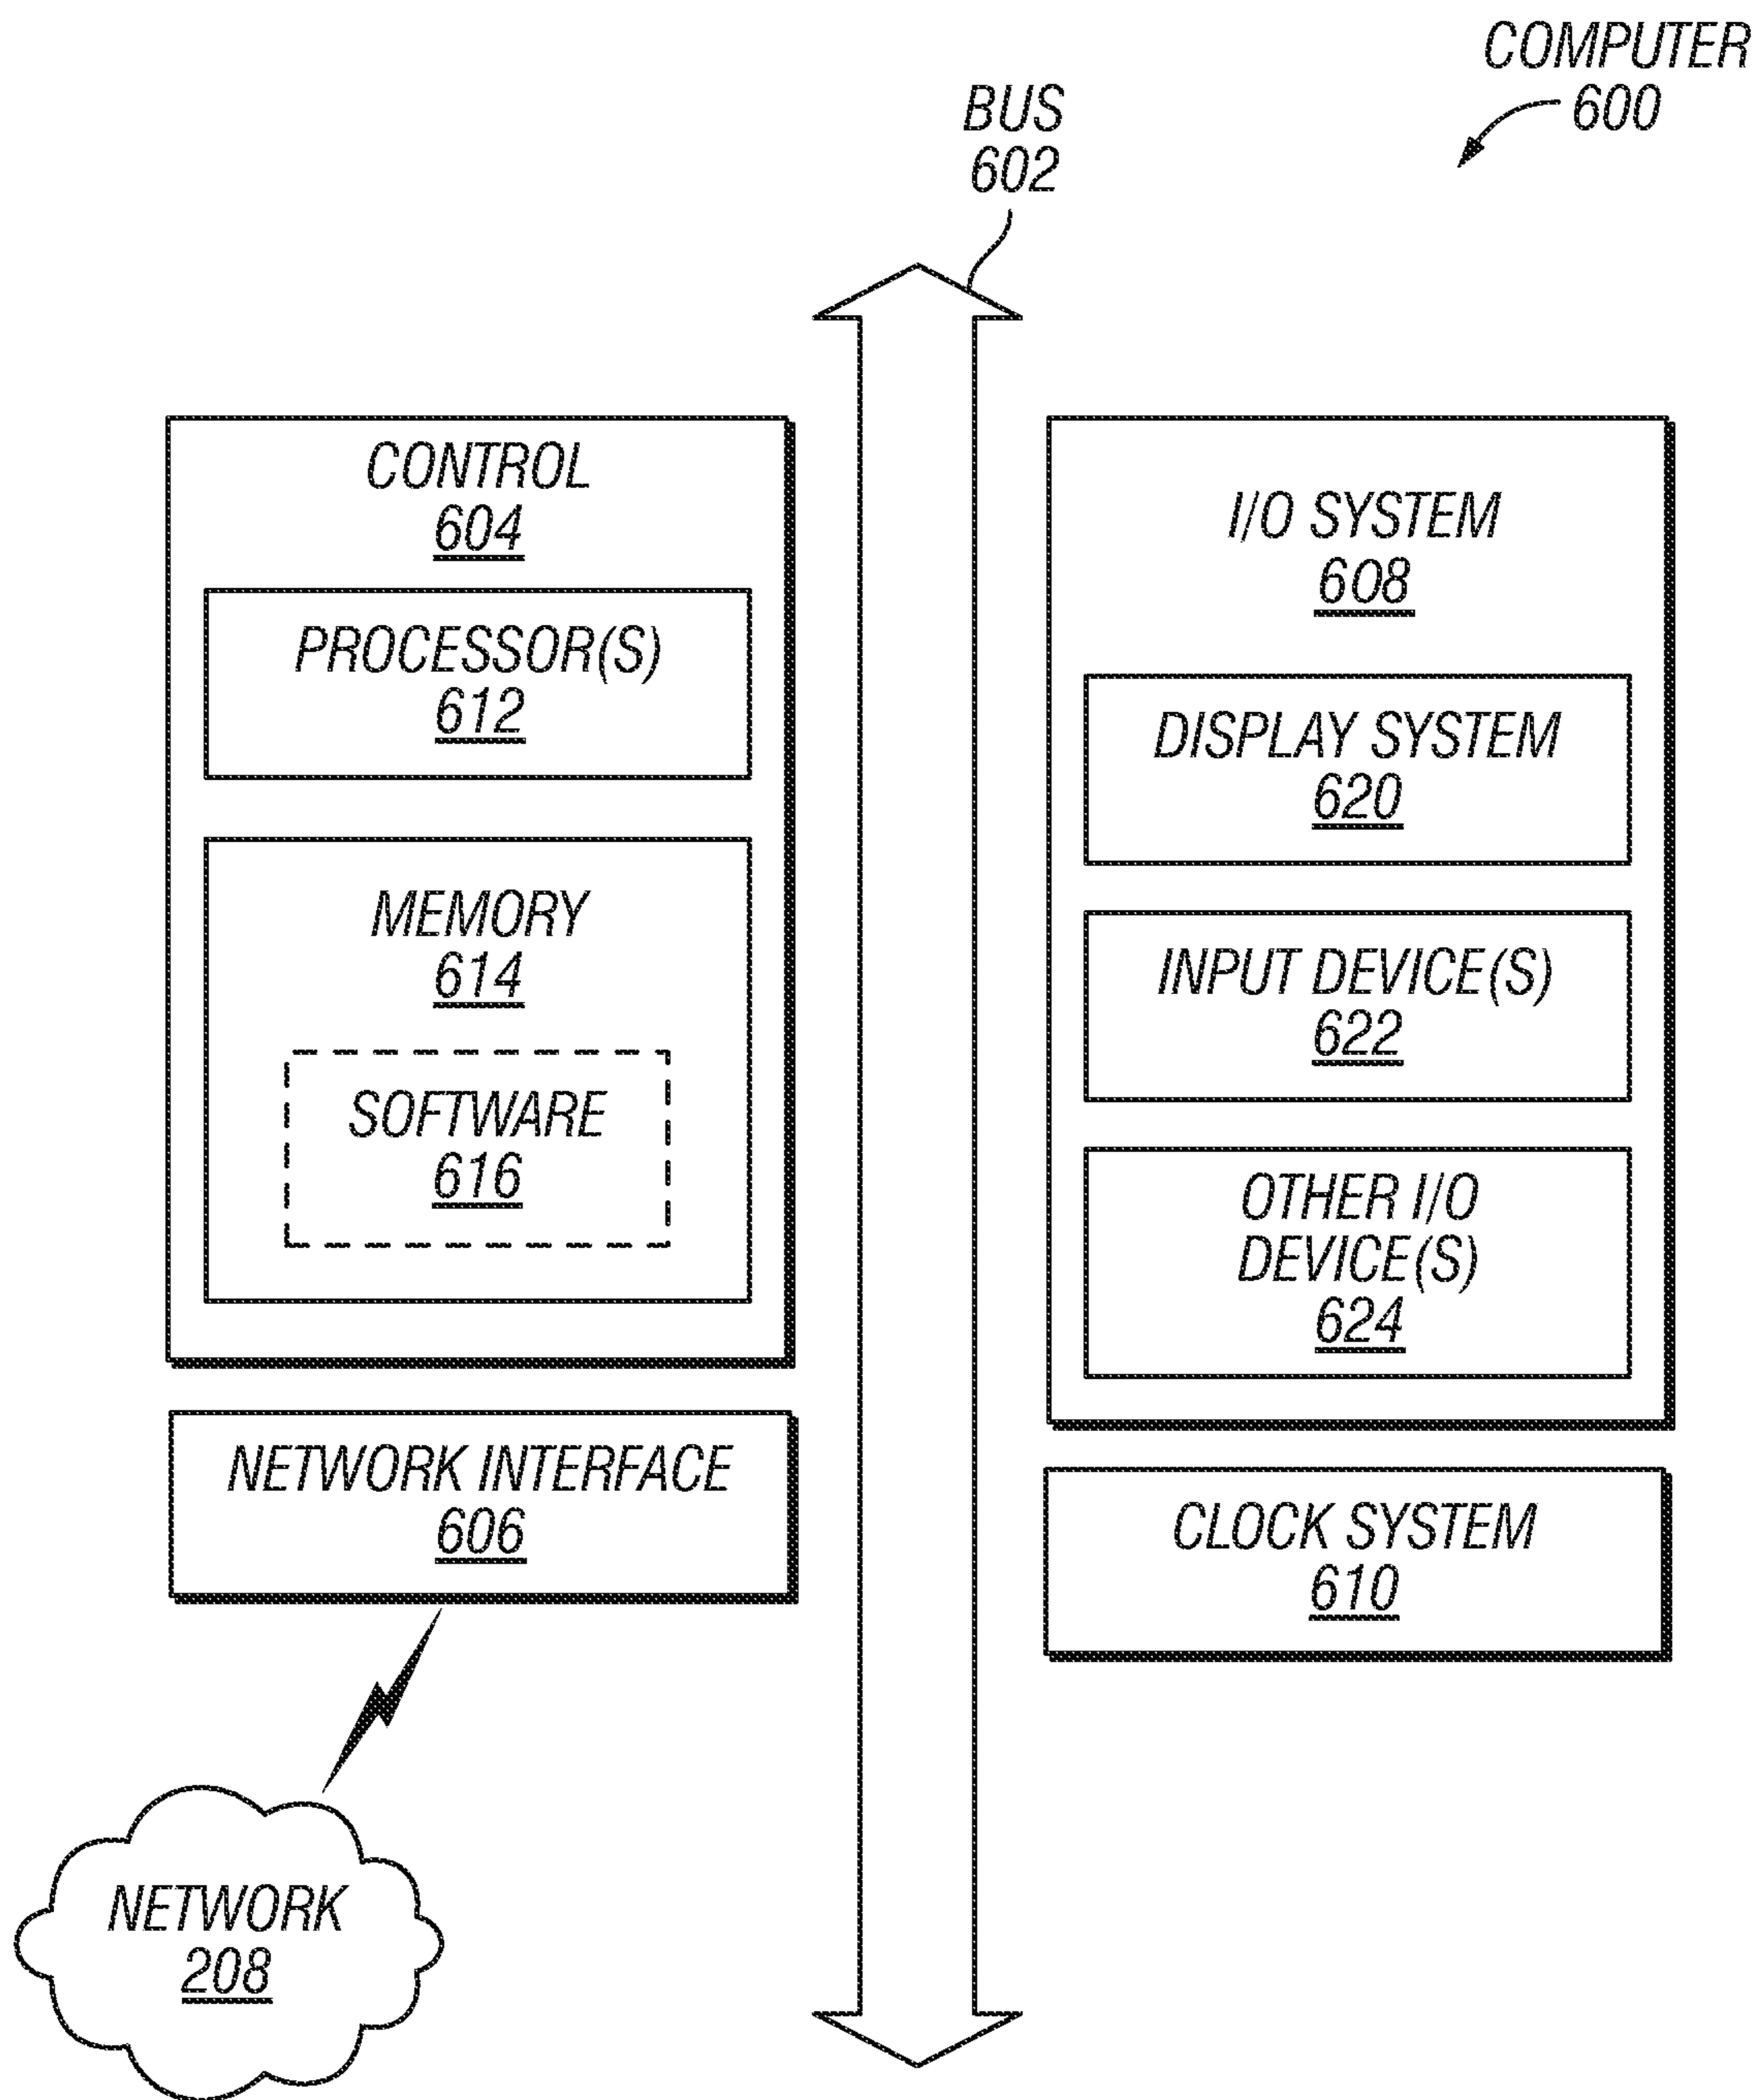 COMPUTER
600
BUS
602
CONTROL
604
PROCESSOR(S)
612
MEMORY
614
SOFTWARE
616
NETWORK INTERFACE
606
NETWORK
208
I/O SYSTEM
608
DISPLAY SYSTEM
620
INPUT DEVICE(S)
622
OTHER I/O
DEVICE(S)
624
CLOCK SYSTEM
610